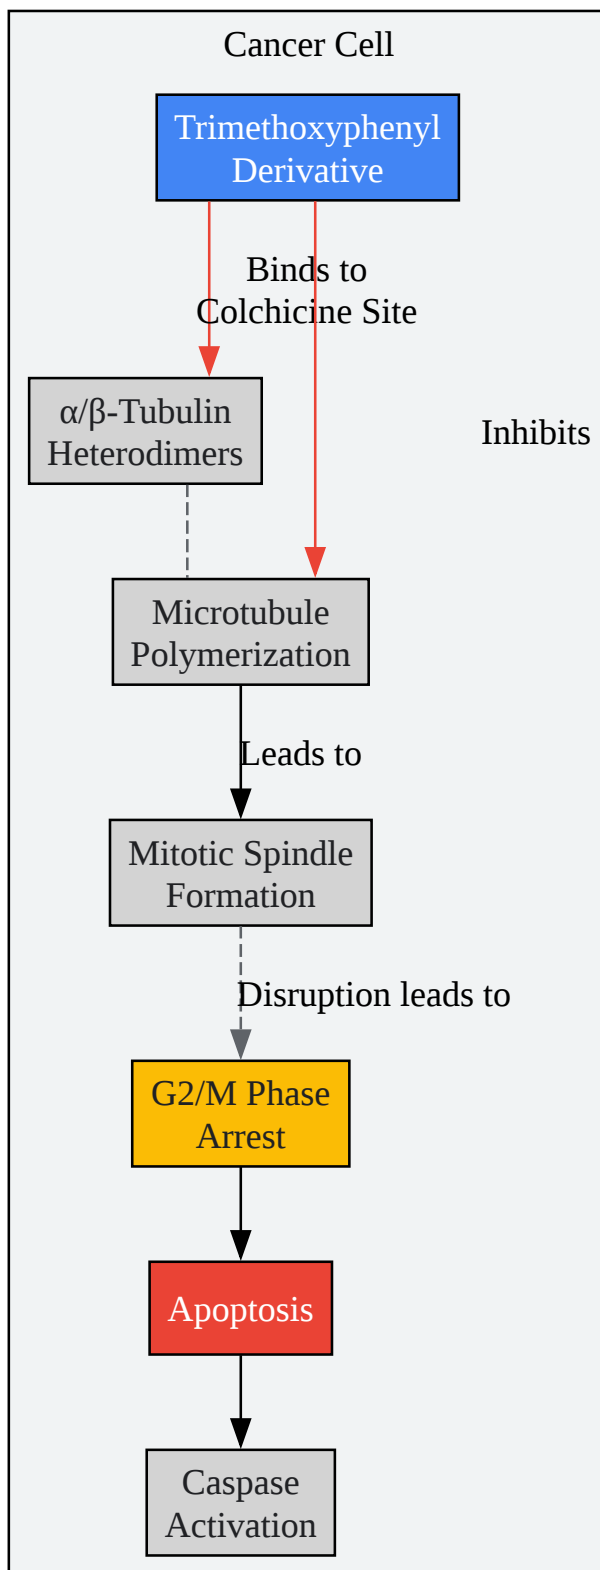 Cancer Cell
Trimethoxyphenyl
Derivative
Binds to
Colchicine Site
α/β-Tubulin
Heterodimers
Inhibits
Microtubule
Polymerization
Leads to
Mitotic Spindle
Formation
Disruption leads to
G2/M Phase
Arrest
Apoptosis
Caspase
Activation